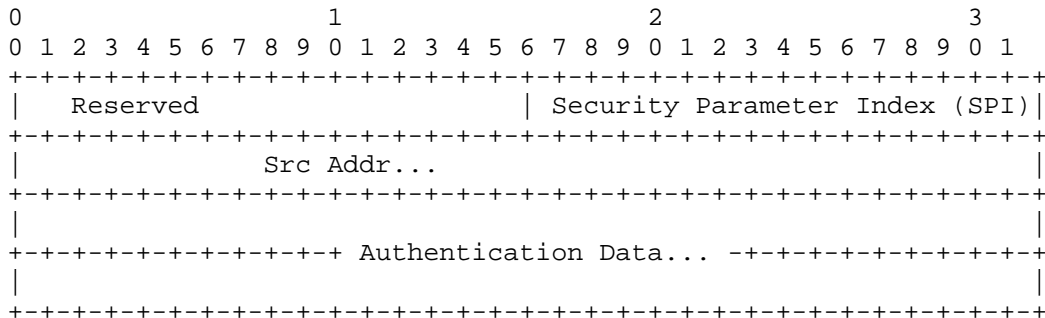 0                   1                   2                   3
0 1 2 3 4 5 6 7 8 9 0 1 2 3 4 5 6 7 8 9 0 1 2 3 4 5 6 7 8 9 0 1
+-+-+-+-+-+-+-+-+-+-+-+-+-+-+-+-+-+-+-+-+-+-+-+-+-+-+-+-+-+-+-+-+
|   Reserved                    | Security Parameter Index (SPI)|
+-+-+-+-+-+-+-+-+-+-+-+-+-+-+-+-+-+-+-+-+-+-+-+-+-+-+-+-+-+-+-+-+
|               Src Addr...                                     |
+-+-+-+-+-+-+-+-+-+-+-+-+-+-+-+-+-+-+-+-+-+-+-+-+-+-+-+-+-+-+-+-+
|                                                               |
+-+-+-+-+-+-+-+-+-+-+ Authentication Data... -+-+-+-+-+-+-+-+-+-+
|                                                               |
+-+-+-+-+-+-+-+-+-+-+-+-+-+-+-+-+-+-+-+-+-+-+-+-+-+-+-+-+-+-+-+-+